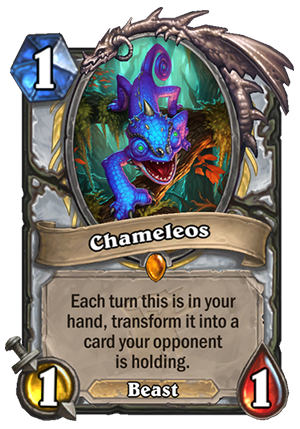 1
Chameleos
Each turn this is in your
hand, transform it into a
card your opponent
is holding.
1
Beast
1